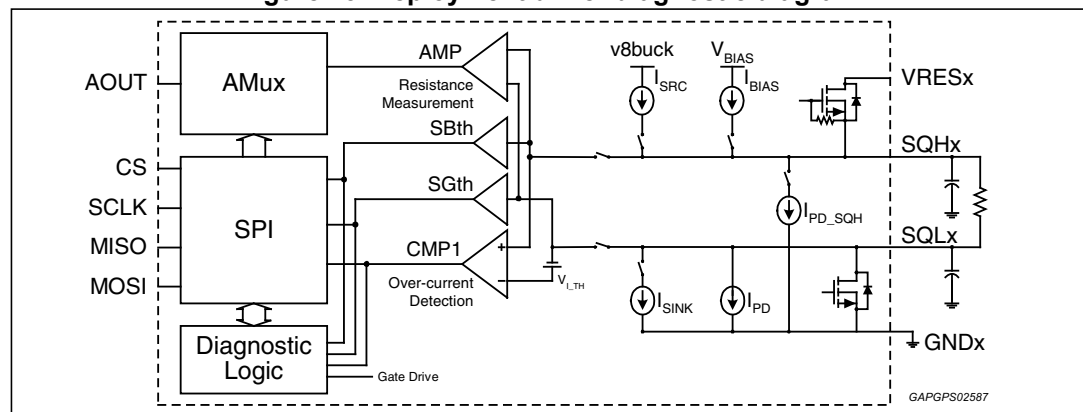 AMP
v8buck
VBIAS
AOUT
AMux
Resistance
Measurement
ISRC
IBIAS
VRESx
SBth
SQHx
CS
SGth
SCLK
SPI
IPD_SQH
MISO
CMP1
+
SQLx
MOSI
Over-current
Detection
−
VI_TH
ISINK
IPD
Diagnostic
Logic
GNDx
Gate Drive
GAPGPS02587